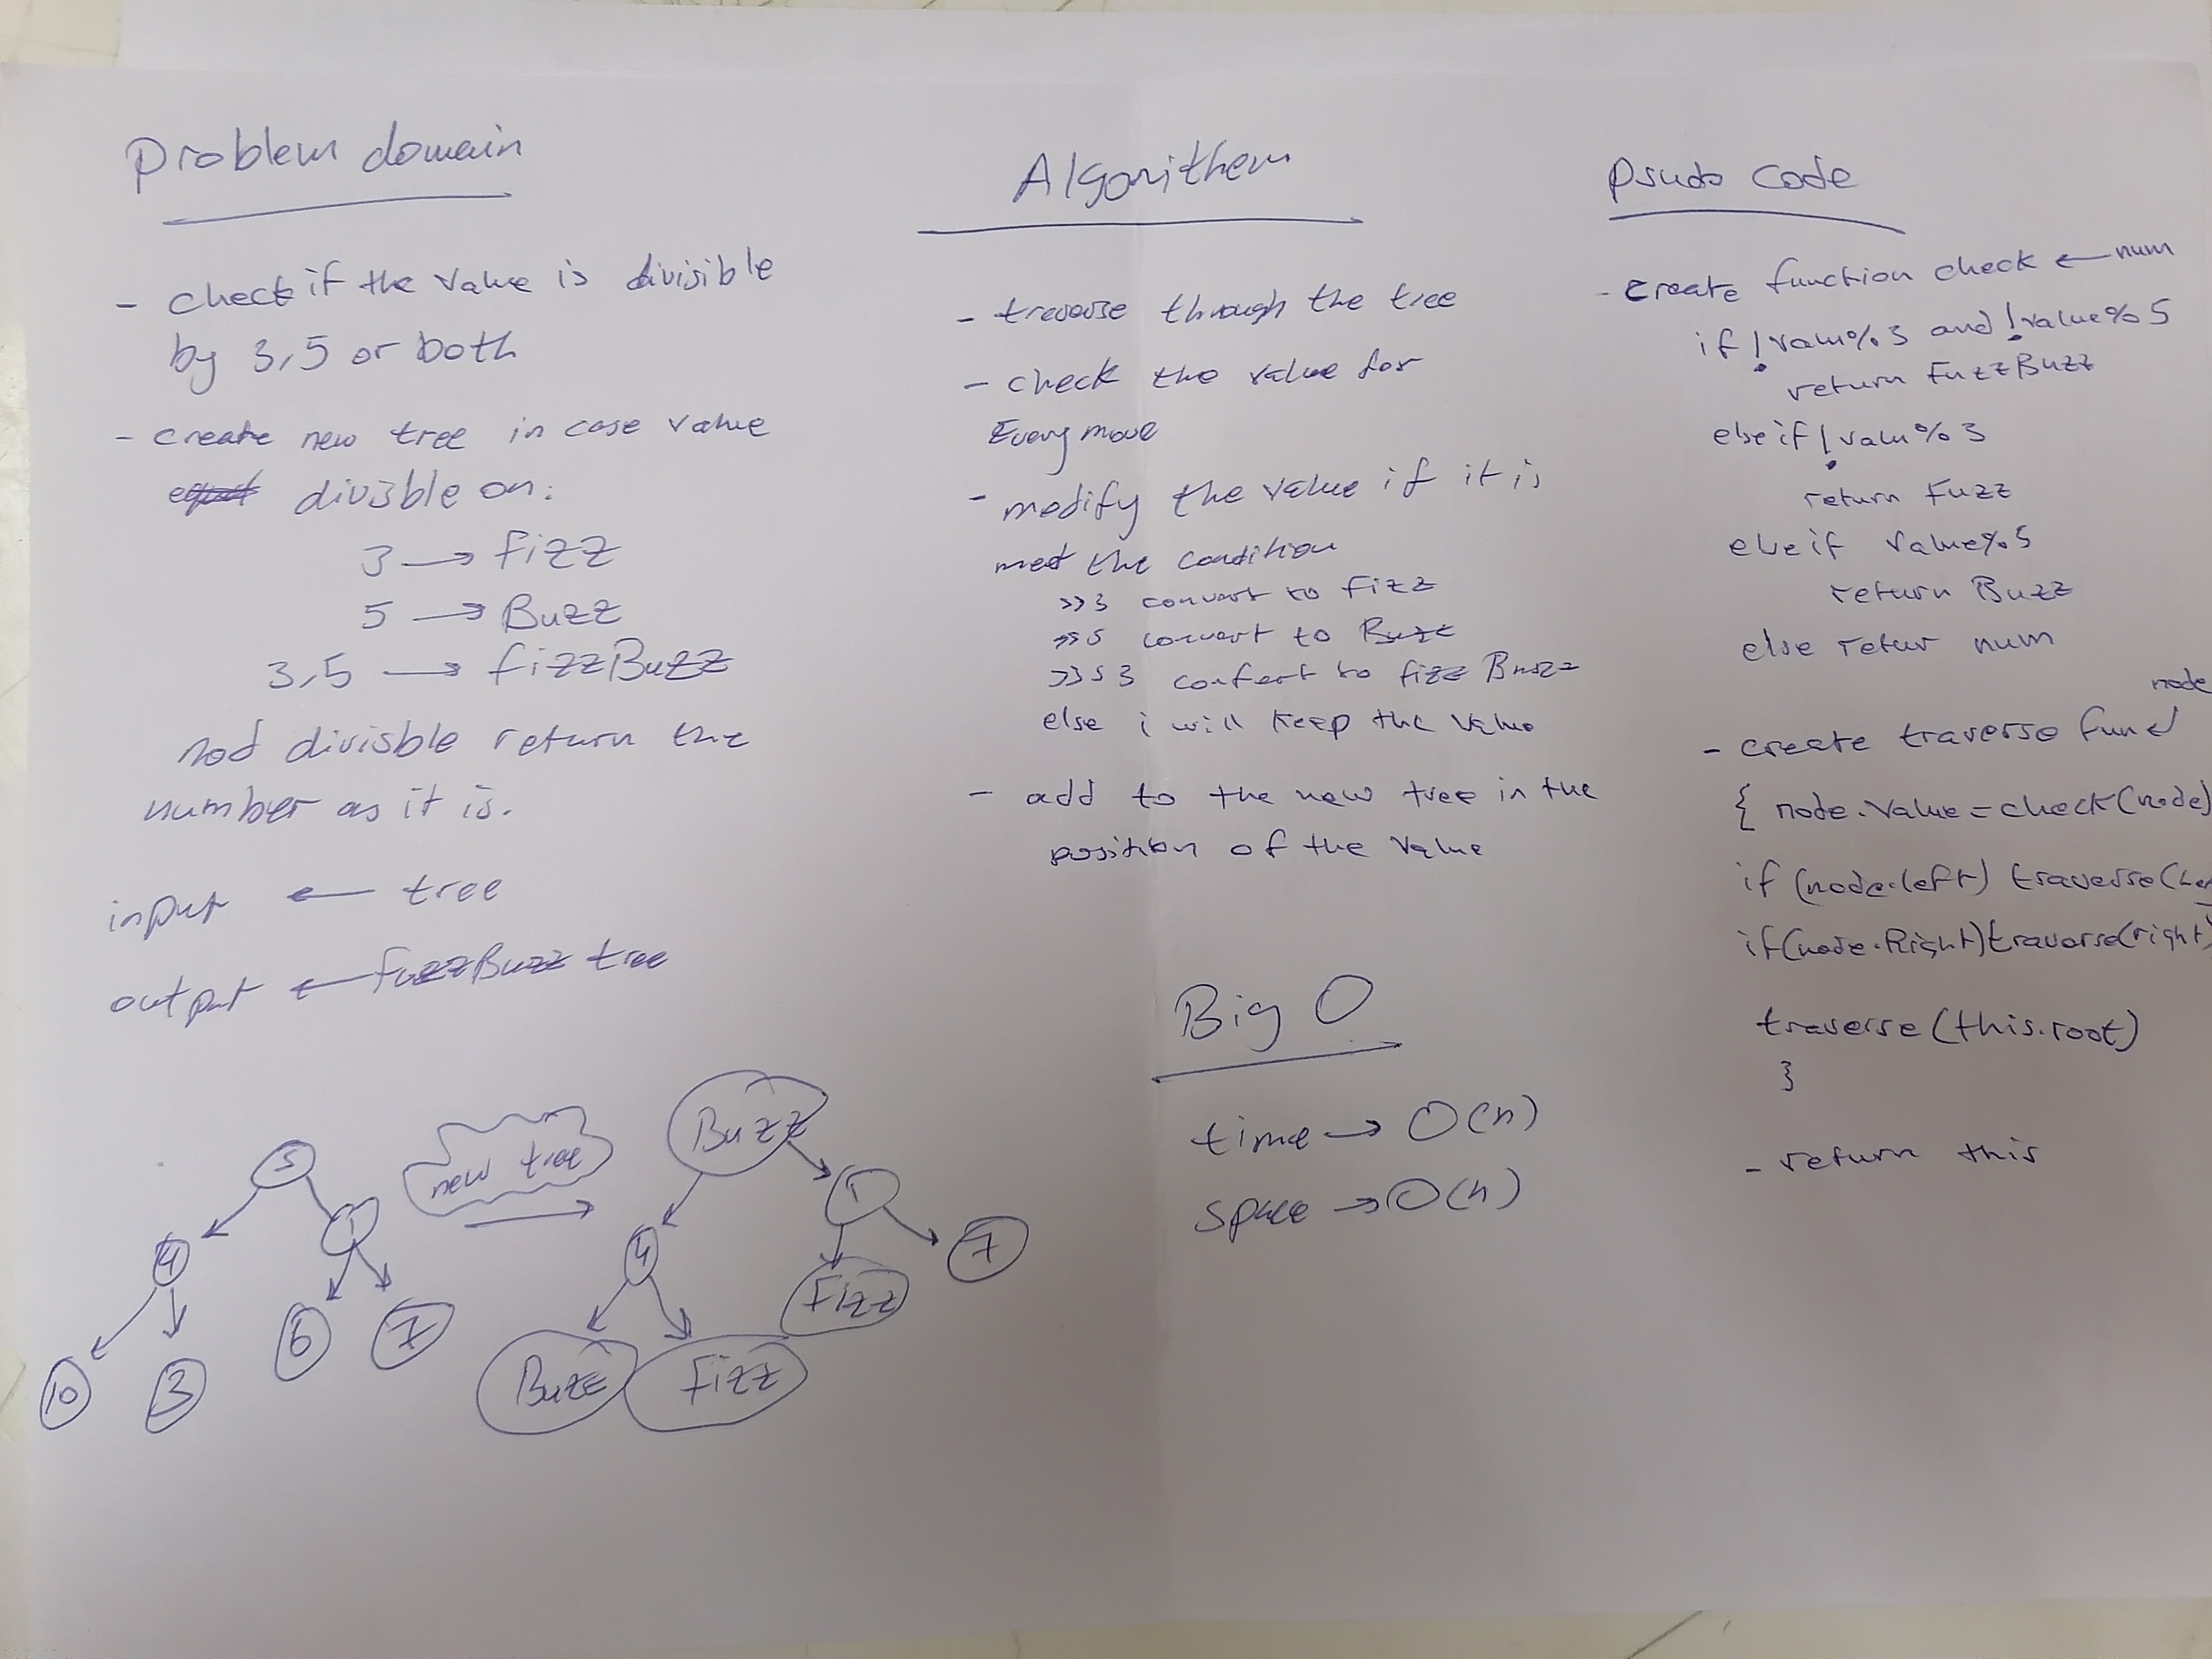 Problem domain
- check if the value is divisible
by 3,5 or both
- create new tree in case value
divisble on:
3 → fizz
5 → Buzz
3,5 → fizzBuzz
not divisble return the
number as it is.
input ← tree
output ← fuzzBuzz tree
5
4
1
10
3
6
7
new tree
Buzz
4
1
Buzz
Fizz
Fizz
7
Algorithem
- traverse through the tree
- check the value for
Every move
- modify the value if it is
meet the condition
>>3 convert to fizz
>>5 convert to Buzz
>>5 3 confert to fizz Buzz
else i will keep the value
- add to the new tree in the
position of the value
Big O
time → O(n)
space → O(n)
Psudo code
- create function check ← num
if !valu%3 and !value%5
return FuzzBuzz
else if !valu%3
return Fuzz
else if value%5
return Buzz
else retur num
node
- create traverse func
{ node.value = check(node)
if (node.left) traverse(
if(node.Right)traverse(right)
traverse(this.root)
}
- return this